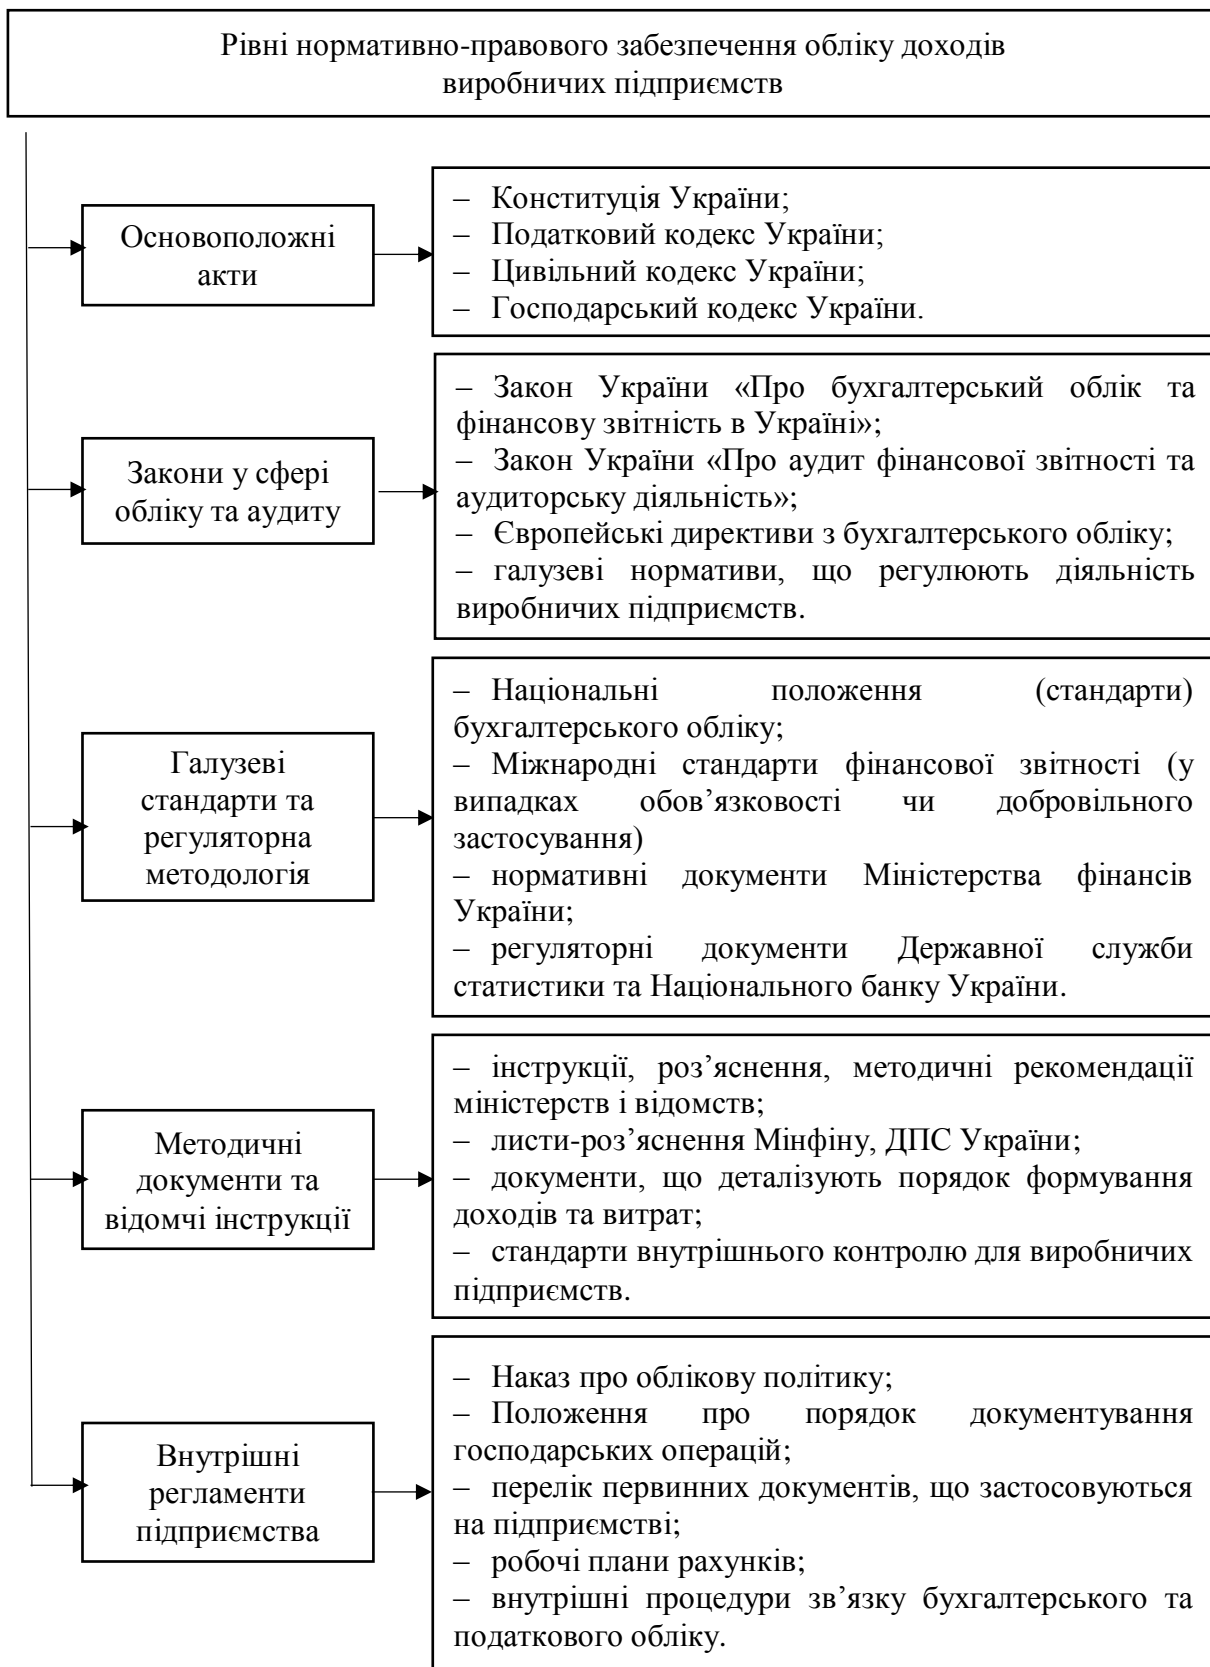 Рівні нормативно-правового забезпечення обліку доходів
виробничих підприємств
Основоположні
акти
– Конституція України;
– Податковий кодекс України;
– Цивільний кодекс України;
– Господарський кодекс України.
Закони у сфері
обліку та аудиту
– Закон України «Про бухгалтерський облік та
фінансову звітність в Україні»;
– Закон України «Про аудит фінансової звітності та
аудиторську діяльність»;
– Європейські директиви з бухгалтерського обліку;
– галузеві нормативи, що регулюють діяльність
виробничих підприємств.
Галузеві
стандарти та
регуляторна
методологія
– Національні положення (стандарти)
бухгалтерського обліку;
– Міжнародні стандарти фінансової звітності (у
випадках обов’язковості чи добровільного
застосування)
– нормативні документи Міністерства фінансів
України;
– регуляторні документи Державної служби
статистики та Національного банку України.
Методичні
документи та
відомчі інструкції
– інструкції, роз’яснення, методичні рекомендації
міністерств і відомств;
– листи-роз’яснення Мінфіну, ДПС України;
– документи, що деталізують порядок формування
доходів та витрат;
– стандарти внутрішнього контролю для виробничих
підприємств.
Внутрішні
регламенти
підприємства
– Наказ про облікову політику;
– Положення про порядок документування
господарських операцій;
– перелік первинних документів, що застосовуються
на підприємстві;
– робочі плани рахунків;
– внутрішні процедури зв’язку бухгалтерського та
податкового обліку.